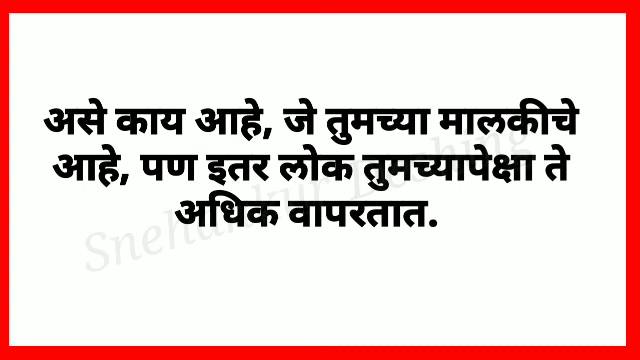 असे काय आहे, जे तुमच्या मालकीचे
आहे, पण इतर लोक तुमच्यापेक्षा ते
अधिक वापरतात.